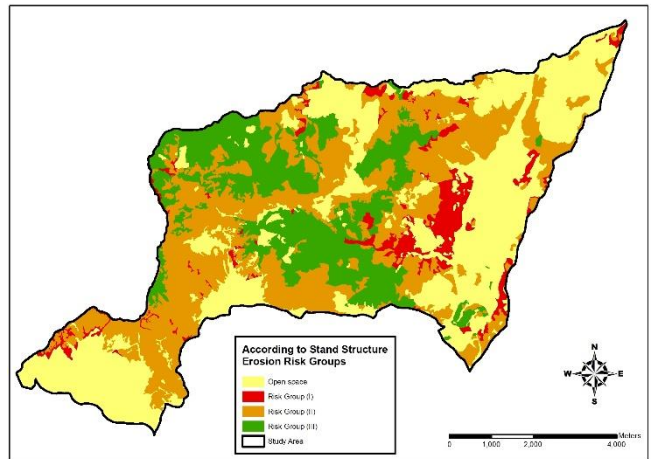 According to Stand Structure
Erosion Risk Groups
Open space
Risk Group (I)
Risk Group (II)
Risk Group (III)
Study Area
N
W E
S
Meters
0 1,000 2,000 4,000